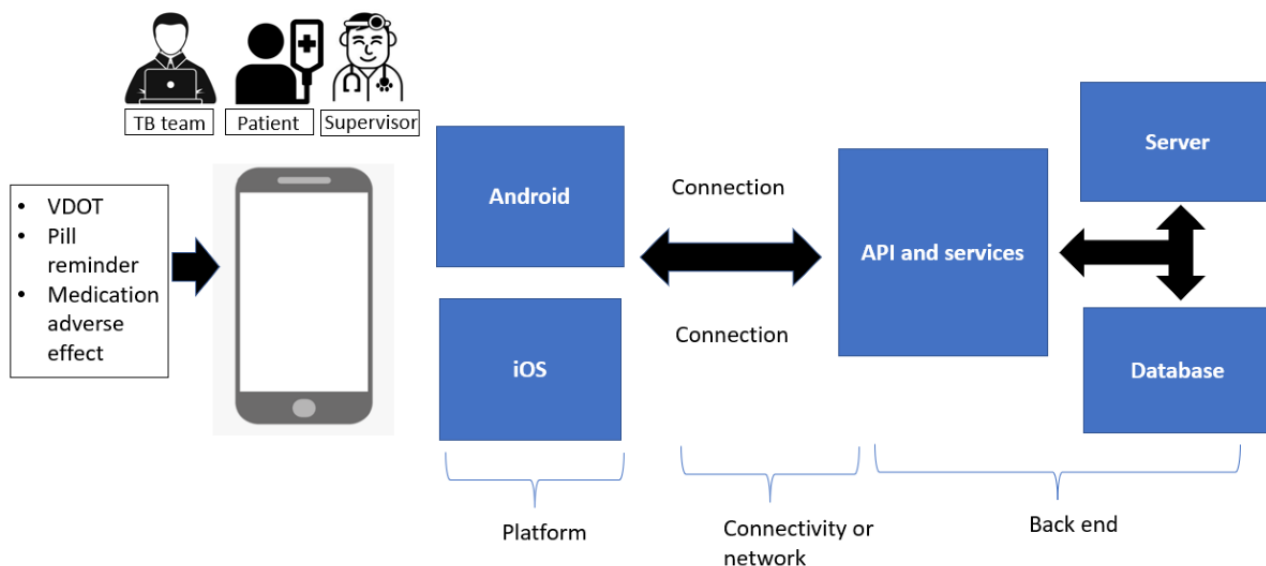 TB team
Patient
Supervisor
• VDOT
• Pill
reminder
• Medication
adverse
effect
Android
iOS
Connection
Connection
API and services
Server
Database
Platform
Connectivity or
network
Back end